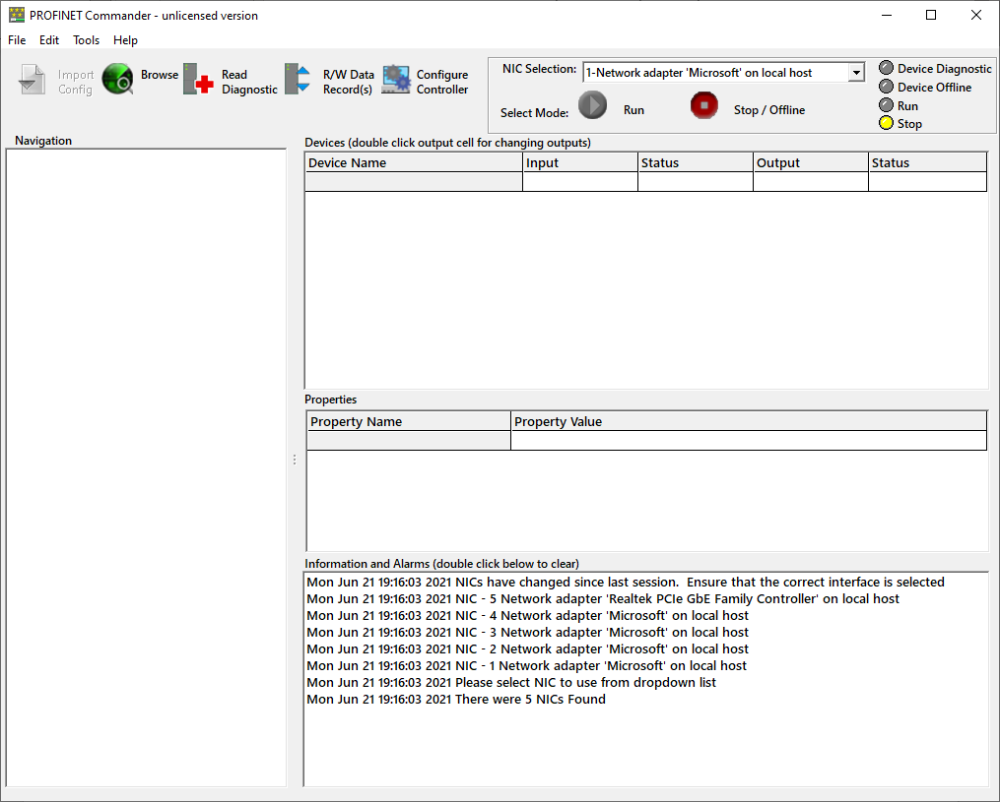 PROFINET Commander - unlicensed version
File Edit Tools Help
Import Config
Browse
Read Diagnostic
R/W Data Record(s)
Configure Controller
NIC Selection: 1-Network adapter 'Microsoft' on local host
Select Mode: Run Stop / Offline
Device Diagnostic
Device Offline
Run
Stop
Navigation
Devices (double click output cell for changing outputs)
Device Name Input Status Output Status
Properties
Property Name Property Value
Information and Alarms (double click below to clear)
Mon Jun 21 19:16:03 2021 NICs have changed since last session.  Ensure that the correct interface is selected
Mon Jun 21 19:16:03 2021 NIC - 5 Network adapter 'Realtek PCIe GbE Family Controller' on local host
Mon Jun 21 19:16:03 2021 NIC - 4 Network adapter 'Microsoft' on local host
Mon Jun 21 19:16:03 2021 NIC - 3 Network adapter 'Microsoft' on local host
Mon Jun 21 19:16:03 2021 NIC - 2 Network adapter 'Microsoft' on local host
Mon Jun 21 19:16:03 2021 NIC - 1 Network adapter 'Microsoft' on local host
Mon Jun 21 19:16:03 2021 Please select NIC to use from dropdown list
Mon Jun 21 19:16:03 2021 There were 5 NICs Found